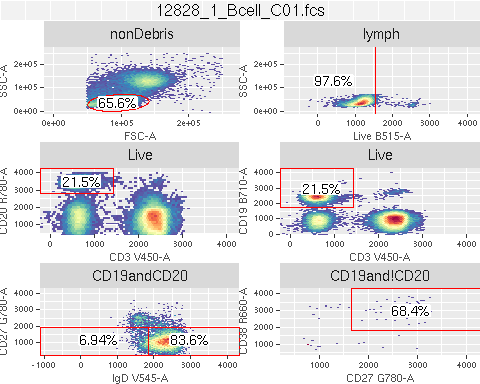 12828_1_Bcell_C01.fcs
nonDebris
lymph
SSC-A
2e+05
1e+05
0e+00
65.6%
0e+00
1e+05
2e+05
FSC-A
SSC-A
2e+05
1e+05
0e+00
97.6%
0
1000
2000
3000
4000
Live B515-A
Live
Live
CD20 R780-A
4000
3000
2000
1000
0
21.5%
0
1000
2000
3000
4000
CD3 V450-A
CD19 B710-A
4000
3000
2000
1000
0
21.5%
0
1000
2000
3000
4000
CD3 V450-A
CD19andCD20
CD19and!CD20
CD27 G780-A
4000
3000
2000
1000
0
6.94%
83.6%
-1000
0
1000
2000
3000
4000
IgD V545-A
CD38 R660-A
4000
3000
2000
1000
0
68.4%
1000
2000
3000
4000
CD27 G780-A